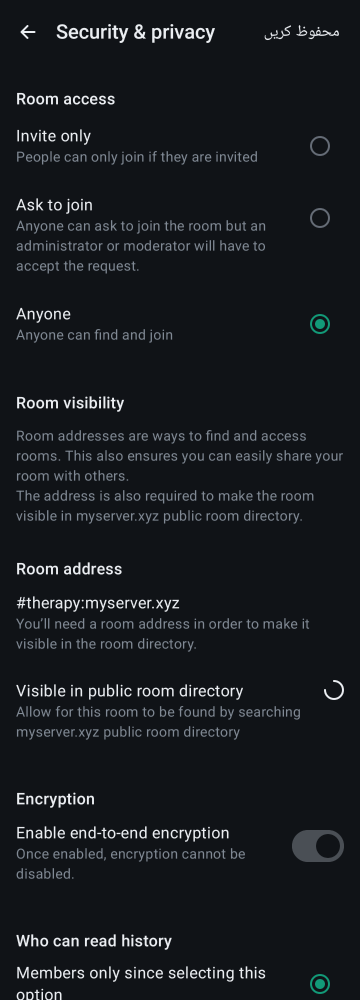 Security & privacy
محفوظ کریں
Room access
Invite only
People can only join if they are invited
Ask to join
Anyone can ask to join the room but an
administrator or moderator will have to
accept the request.
Anyone
Anyone can find and join
Room visibility
Room addresses are ways to find and access
rooms. This also ensures you can easily share your
room with others.
The address is also required to make the room
visible in myserver.xyz public room directory.
Room address
#therapy:myserver.xyz
You’ll need a room address in order to make it
visible in the room directory.
Visible in public room directory
Allow for this room to be found by searching
myserver.xyz public room directory
Encryption
Enable end-to-end encryption
Once enabled, encryption cannot be
disabled.
Who can read history
Members only since selecting this
option